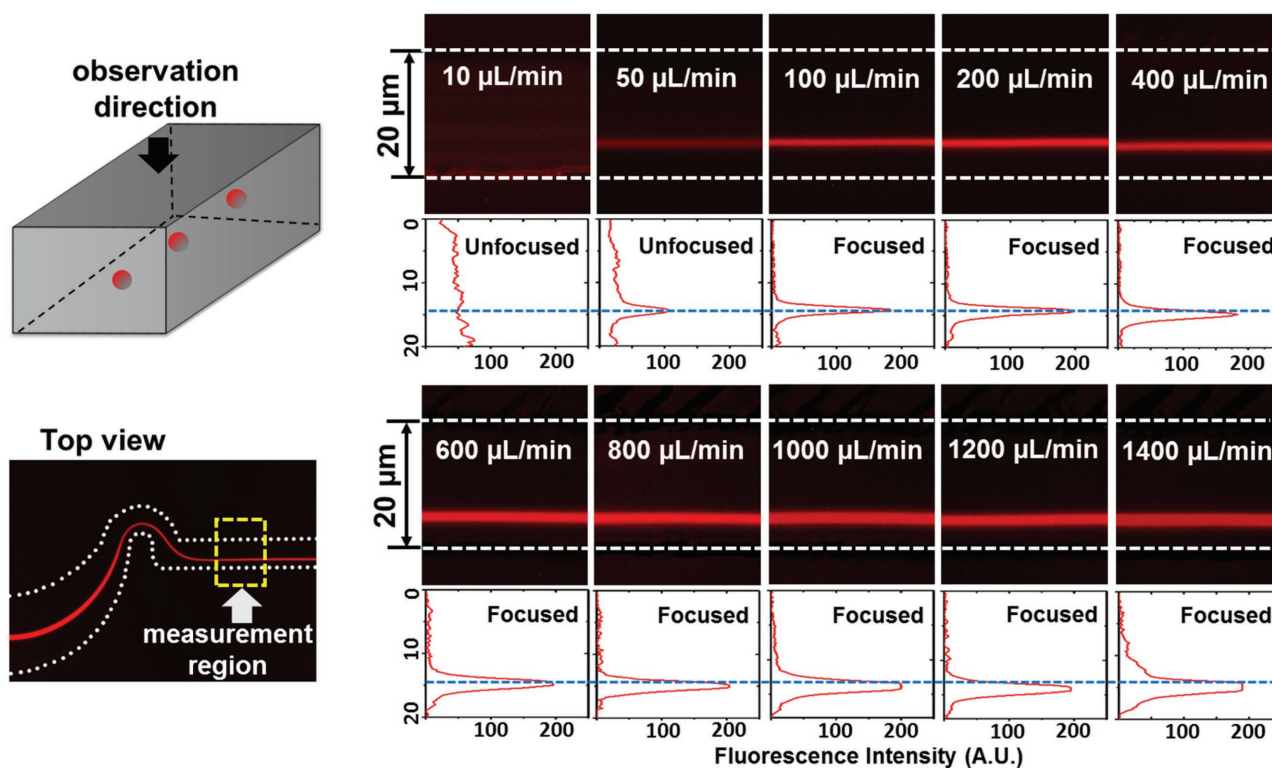 observation
direction
20 µm
10 µL/min
50 µL/min
100 µL/min
200 µL/min
400 µL/min
0
10
20
Unfocused
Unfocused
Focused
Focused
Focused
100 200
100 200
100 200
100 200
100 200
Top view
measurement
region
20 µm
600 µL/min
800 µL/min
1000 µL/min
1200 µL/min
1400 µL/min
0
10
20
Focused
Focused
Focused
Focused
Focused
100 200
100 200
100 200
100 200
100 200
Fluorescence Intensity (A.U.)